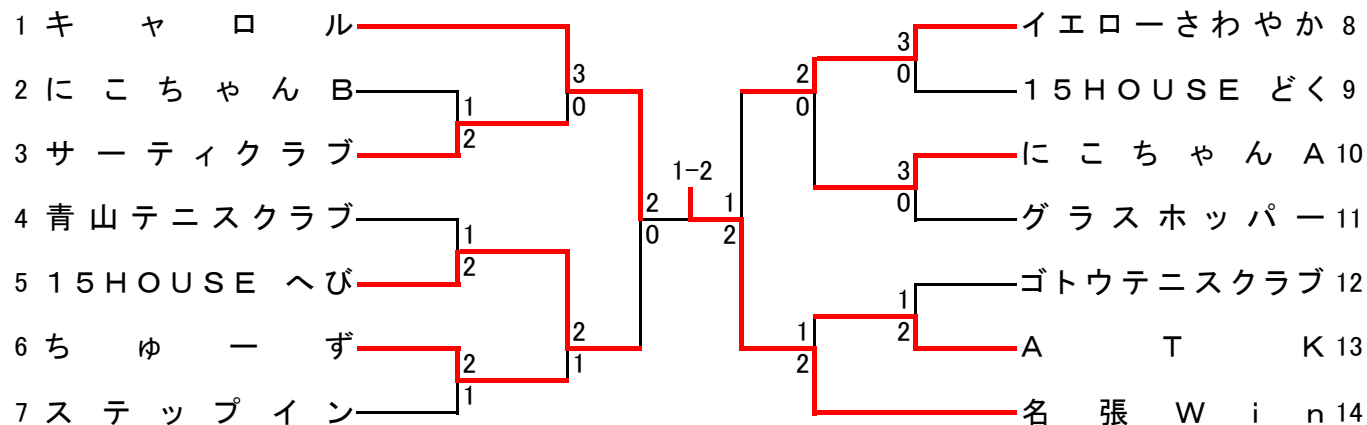 1 キャロル
2 にこちゃんB
3 サーティクラブ
4 青山テニスクラブ
5 15HOUSE へび
6 ちゅーず
7 ステップイン
1
2
1
2
2
1
3
0
2
1
2
0
1-2
1
2
2
0
1
2
3
0
3
0
1
2
イエローさわやか 8
15HOUSE どく 9
にこちゃんA 10
グラスホッパー 11
ゴトウテニスクラブ 12
ATK 13
名張Win 14